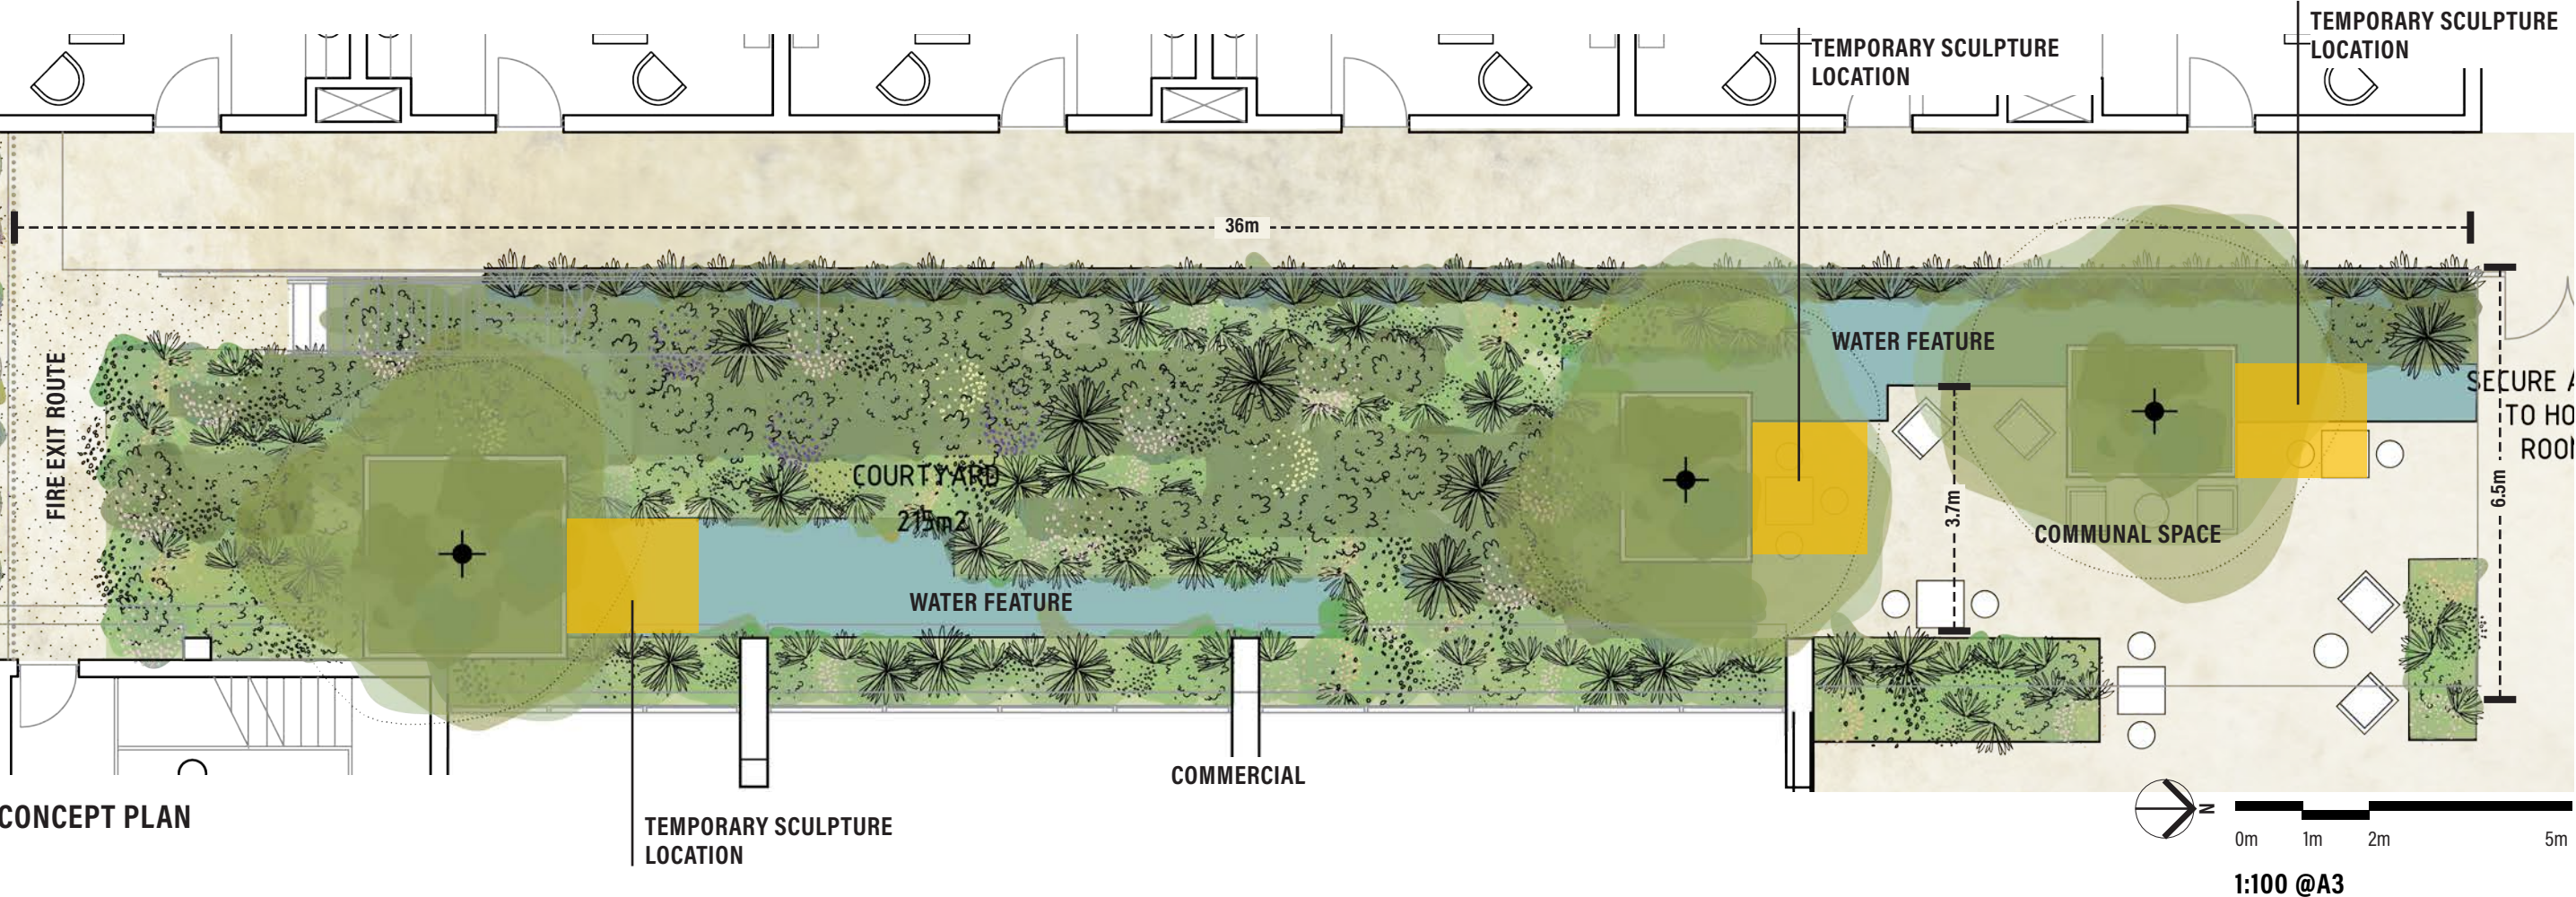 TEMPORARY SCULPTURE
LOCATION
TEMPORARY SCULPTURE
LOCATION
36m
FIRE EXIT ROUTE
WATER FEATURE
SECURE A
TO HO
ROO
COURTYARD
215m2
3.7m
6.5m
COMMUNAL SPACE
WATER FEATURE
COMMERCIAL
CONCEPT PLAN
TEMPORARY SCULPTURE
LOCATION
N
0m 1m 2m 5m
1:100 @A3